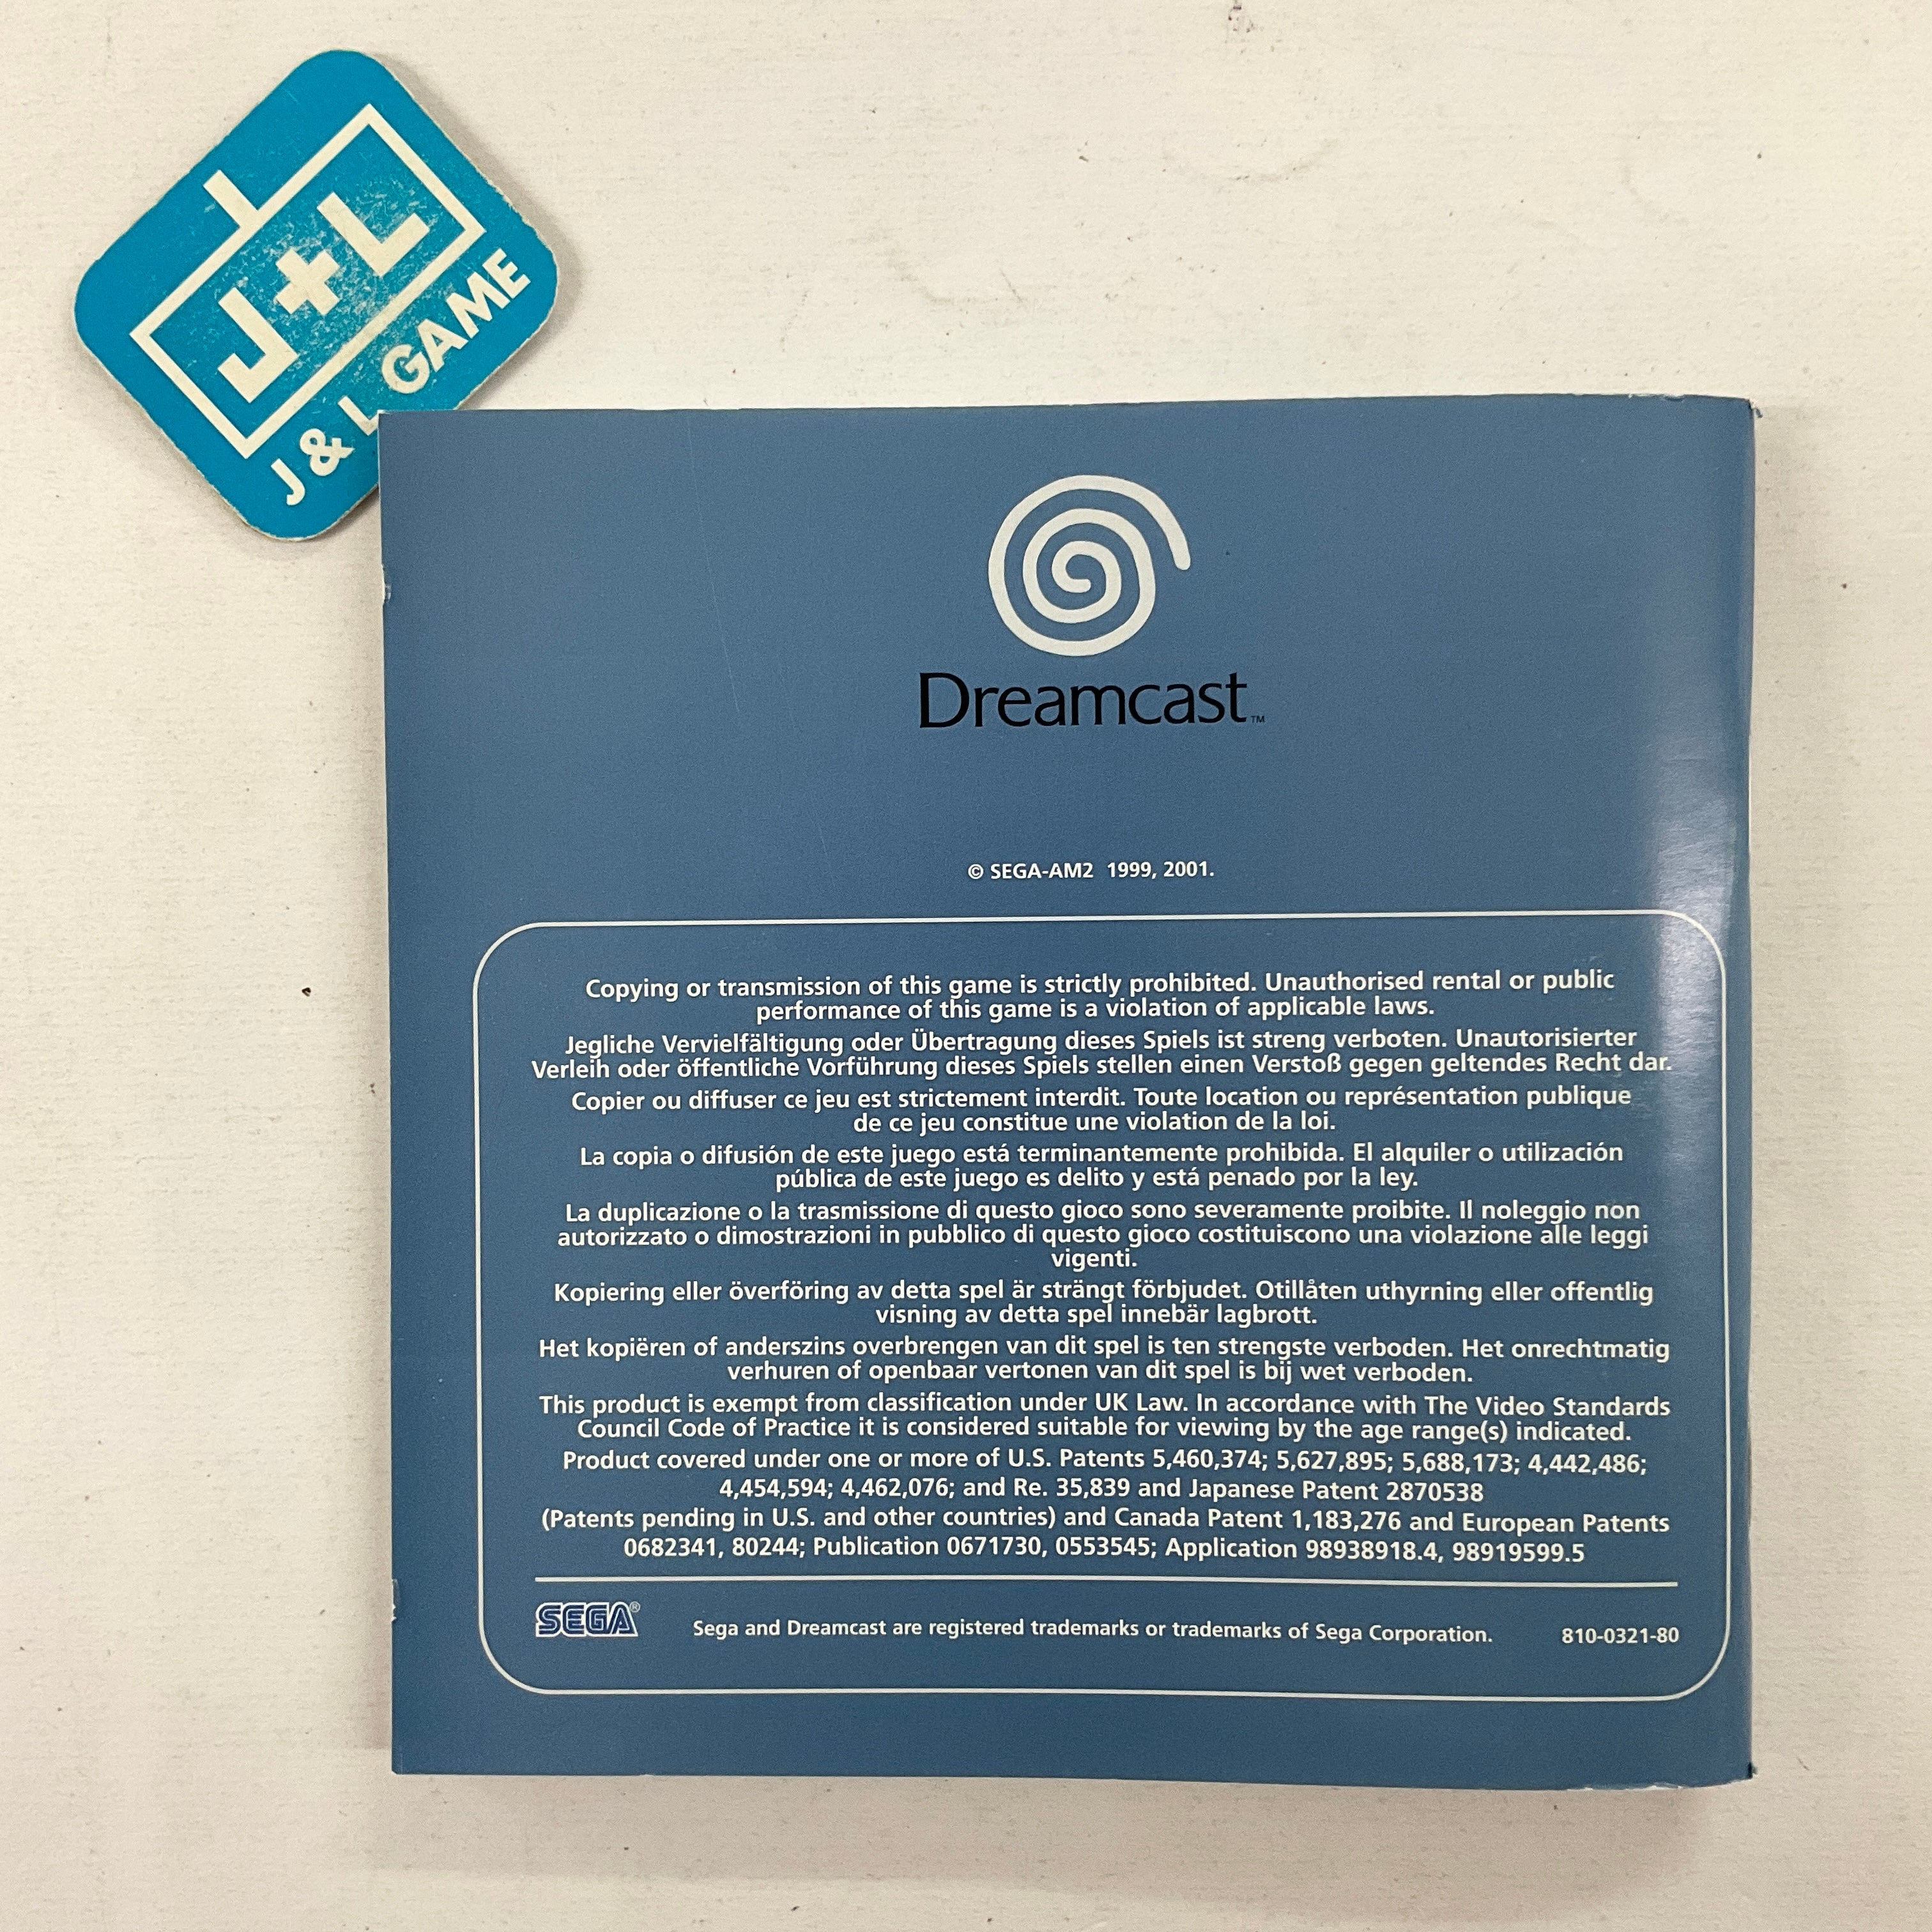 J+L
J & L GAME
Dreamcast™
© SEGA-AM2 1999, 2001.
Copying or transmission of this game is strictly prohibited. Unauthorised rental or public
performance of this game is a violation of applicable laws.
Jegliche Vervielfältigung oder Übertragung dieses Spiels ist streng verboten. Unautorisierter
Verleih oder öffentliche Vorführung dieses Spiels stellen einen Verstoß gegen geltendes Recht dar.
Copier ou diffuser ce jeu est strictement interdit. Toute location ou représentation publique
de ce jeu constitue une violation de la loi.
La copia o difusión de este juego está terminantemente prohibida. El alquiler o utilización
pública de este juego es delito y está penado por la ley.
La duplicazione o la trasmissione di questo gioco sono severamente proibite. Il noleggio non
autorizzato o dimostrazioni in pubblico di questo gioco costituiscono una violazione alle leggi
vigenti.
Kopiering eller överföring av detta spel är strängt förbjudet. Otillåten uthyrning eller offentlig
visning av detta spel innebär lagbrott.
Het kopiëren of anderszins overbrengen van dit spel is ten strengste verboden. Het onrechtmatig
verhuren of openbaar vertonen van dit spel is bij wet verboden.
This product is exempt from classification under UK Law. In accordance with The Video Standards
Council Code of Practice it is considered suitable for viewing by the age range(s) indicated.
Product covered under one or more of U.S. Patents 5,460,374; 5,627,895; 5,688,173; 4,442,486;
4,454,594; 4,462,076; and Re. 35,839 and Japanese Patent 2870538
(Patents pending in U.S. and other countries) and Canada Patent 1,183,276 and European Patents
0682341, 80244; Publication 0671730, 0553545; Application 98938918.4, 98919599.5
SEGA® Sega and Dreamcast are registered trademarks or trademarks of Sega Corporation. 810-0321-80